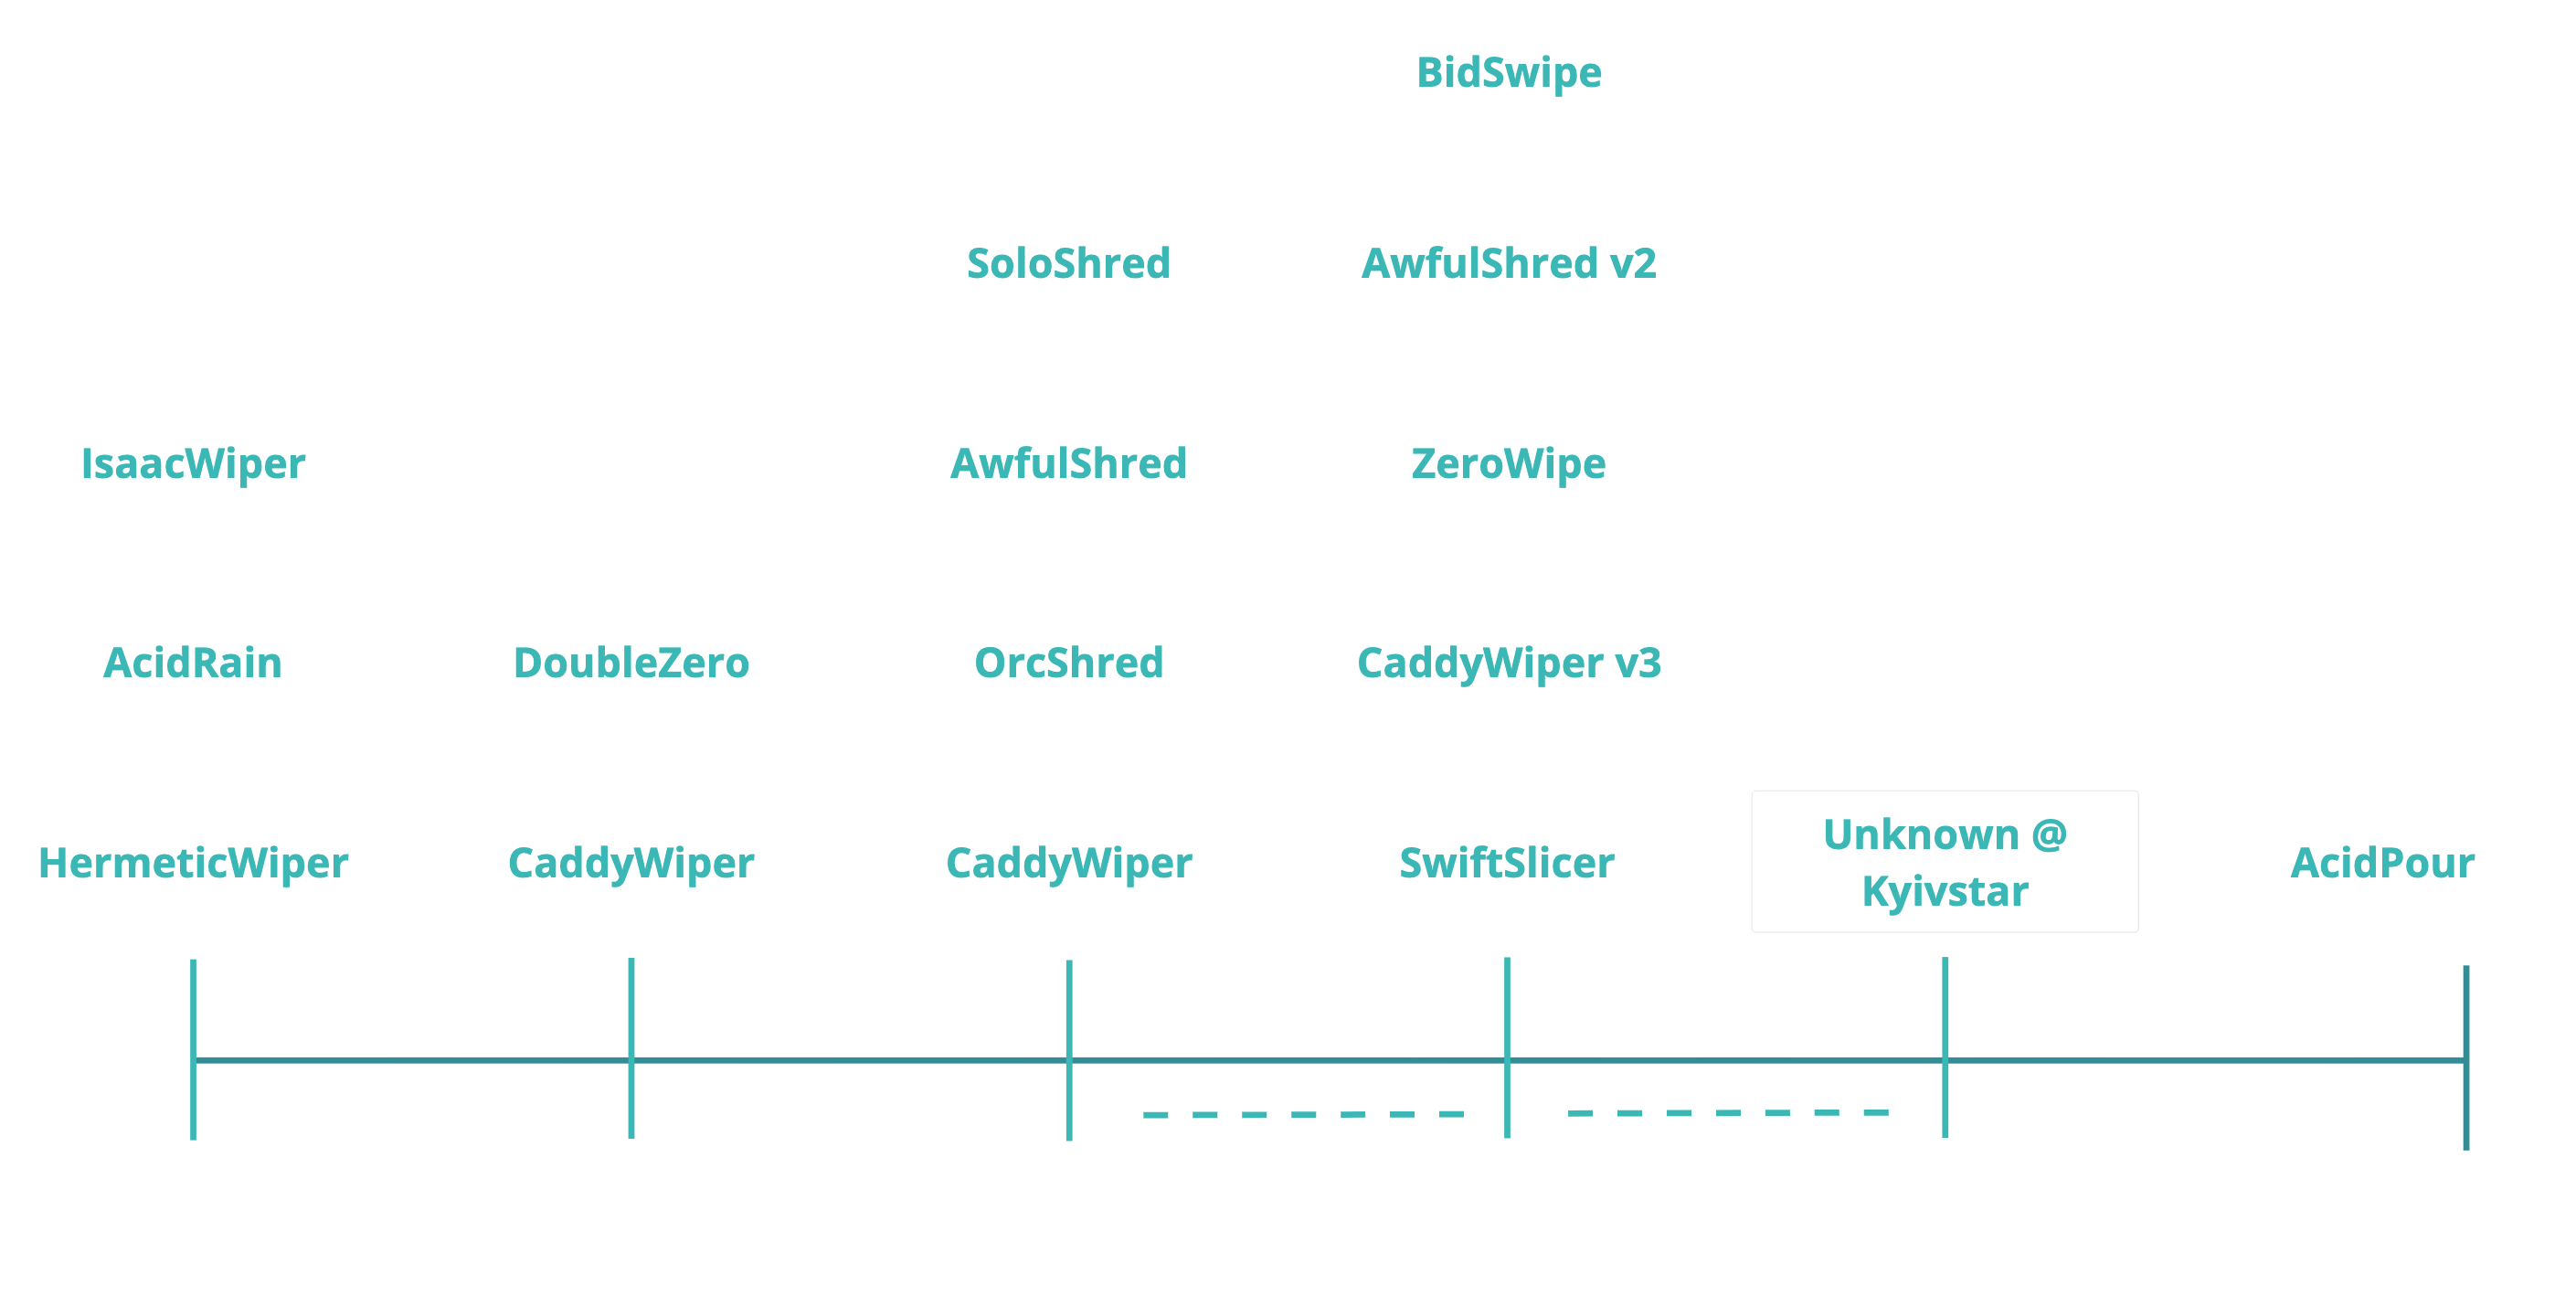 BidSwipe
SoloShred
AwfulShred v2
IsaacWiper
AwfulShred
ZeroWipe
AcidRain
DoubleZero
OrcShred
CaddyWiper v3
HermeticWiper
CaddyWiper
CaddyWiper
SwiftSlicer
Unknown @
Kyivstar
AcidPour